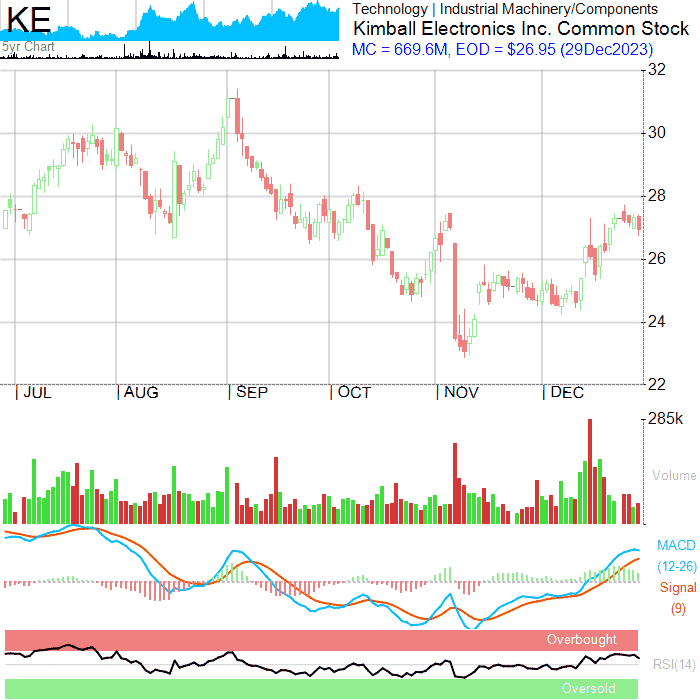 KE
5yr Chart
Technology | Industrial Machinery/Components
Kimball Electronics Inc. Common Stock
MC = 669.6M, EOD = $26.95 (29Dec2023)
32
30
28
26
24
22
| JUL | AUG | SEP | OCT | NOV | DEC
285k
Volume
MACD
(12-26)
Signal
(9)
Overbought
RSI(14)
Oversold